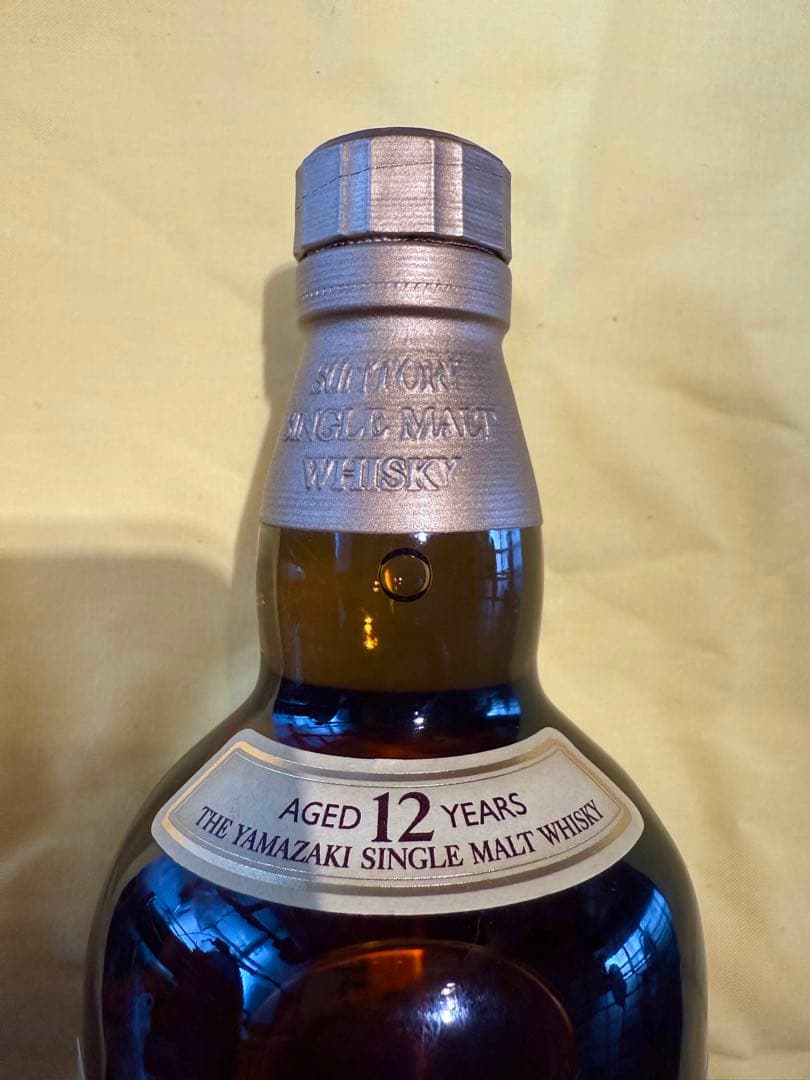 SUNTORY
SINGLE MALT
WHISKY
AGED 12 YEARS
THE YAMAZAKI SINGLE MALT WHISKY